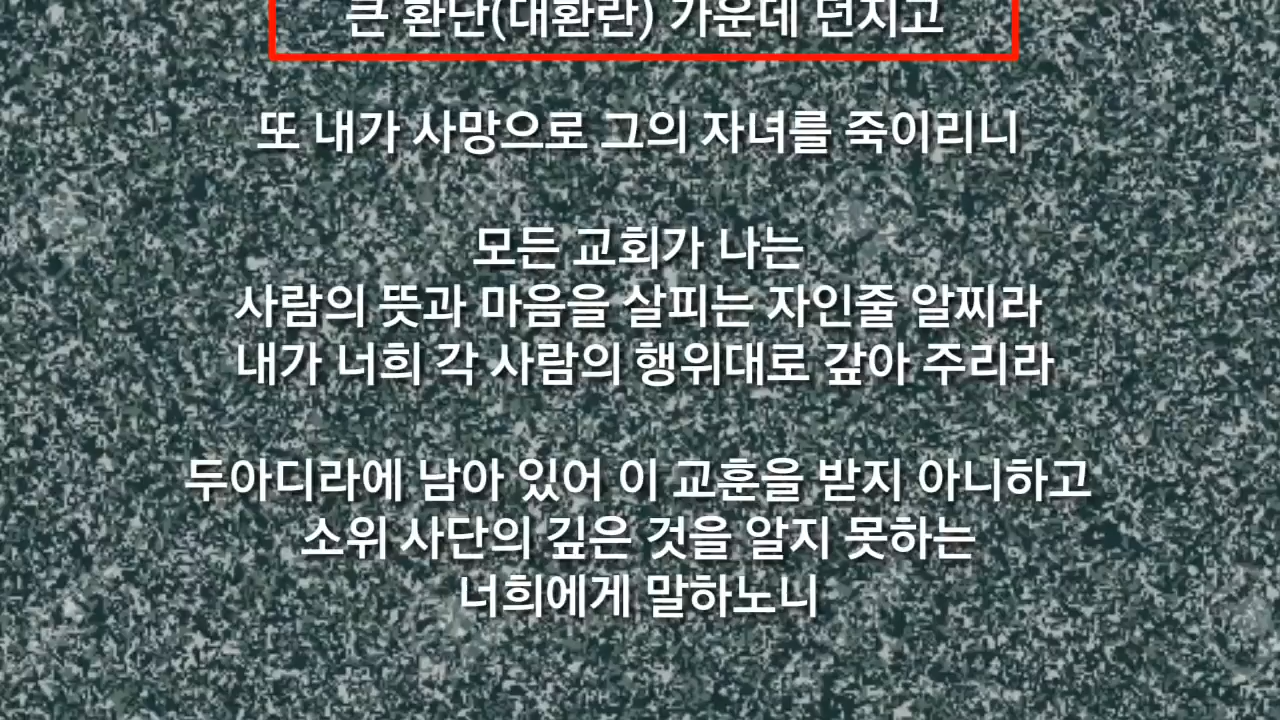 큰 환난(대환란) 가운데 던지고
또 내가 사망으로 그의 자녀를 죽이리니
모든 교회가 나는
사람의 뜻과 마음을 살피는 자인줄 알찌라
내가 너희 각 사람의 행위대로 갚아 주리라
두아디라에 남아 있어 이 교훈을 받지 아니하고
소위 사단의 깊은 것을 알지 못하는
너희에게 말하노니